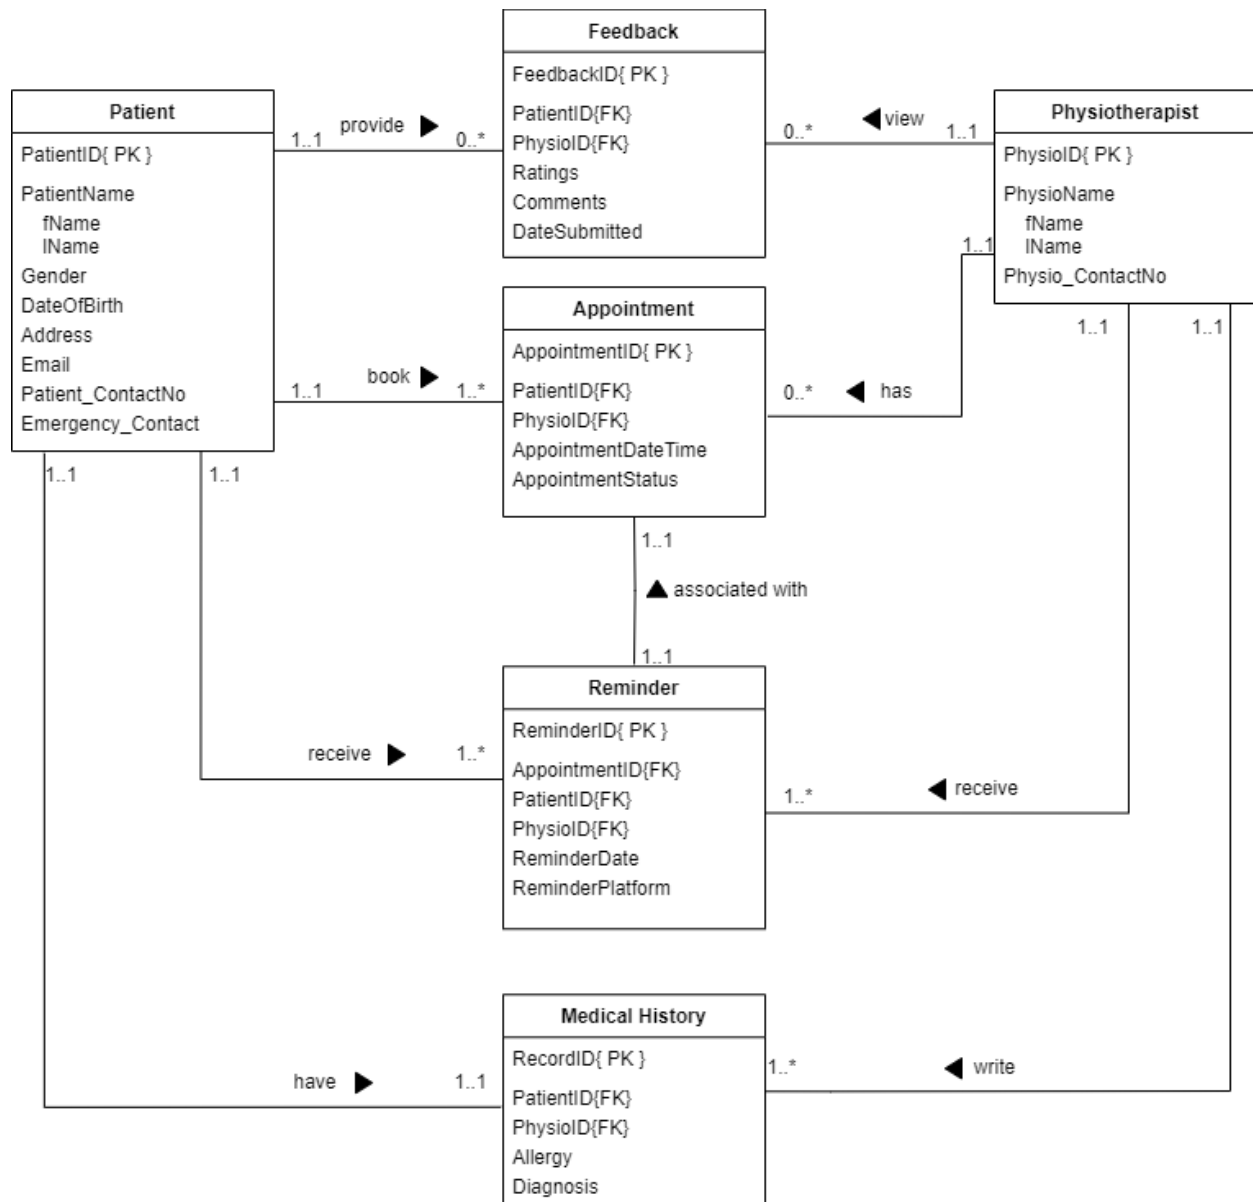 Feedback
FeedbackID{ PK }
PatientID{FK}
PhysioID{FK}
Ratings
Comments
DateSubmitted
Patient
PatientID{ PK }
PatientName
fName
lName
Gender
DateOfBirth
Address
Email
Patient_ContactNo
Emergency_Contact
Physiotherapist
PhysioID{ PK }
PhysioName
fName
lName
Physio_ContactNo
1..1 provide 0..*
0..* view 1..1
Appointment
AppointmentID{ PK }
PatientID{FK}
PhysioID{FK}
AppointmentDateTime
AppointmentStatus
1..1 book 1..*
1..1
0..* has
1..1
1..1
1..1
1..1
1..1
associated with
1..1
Reminder
ReminderID{ PK }
AppointmentID{FK}
PatientID{FK}
PhysioID{FK}
ReminderDate
ReminderPlatform
receive 1..*
1..* receive
Medical History
RecordID{ PK }
PatientID{FK}
PhysioID{FK}
Allergy
Diagnosis
have 1..1
1..* write